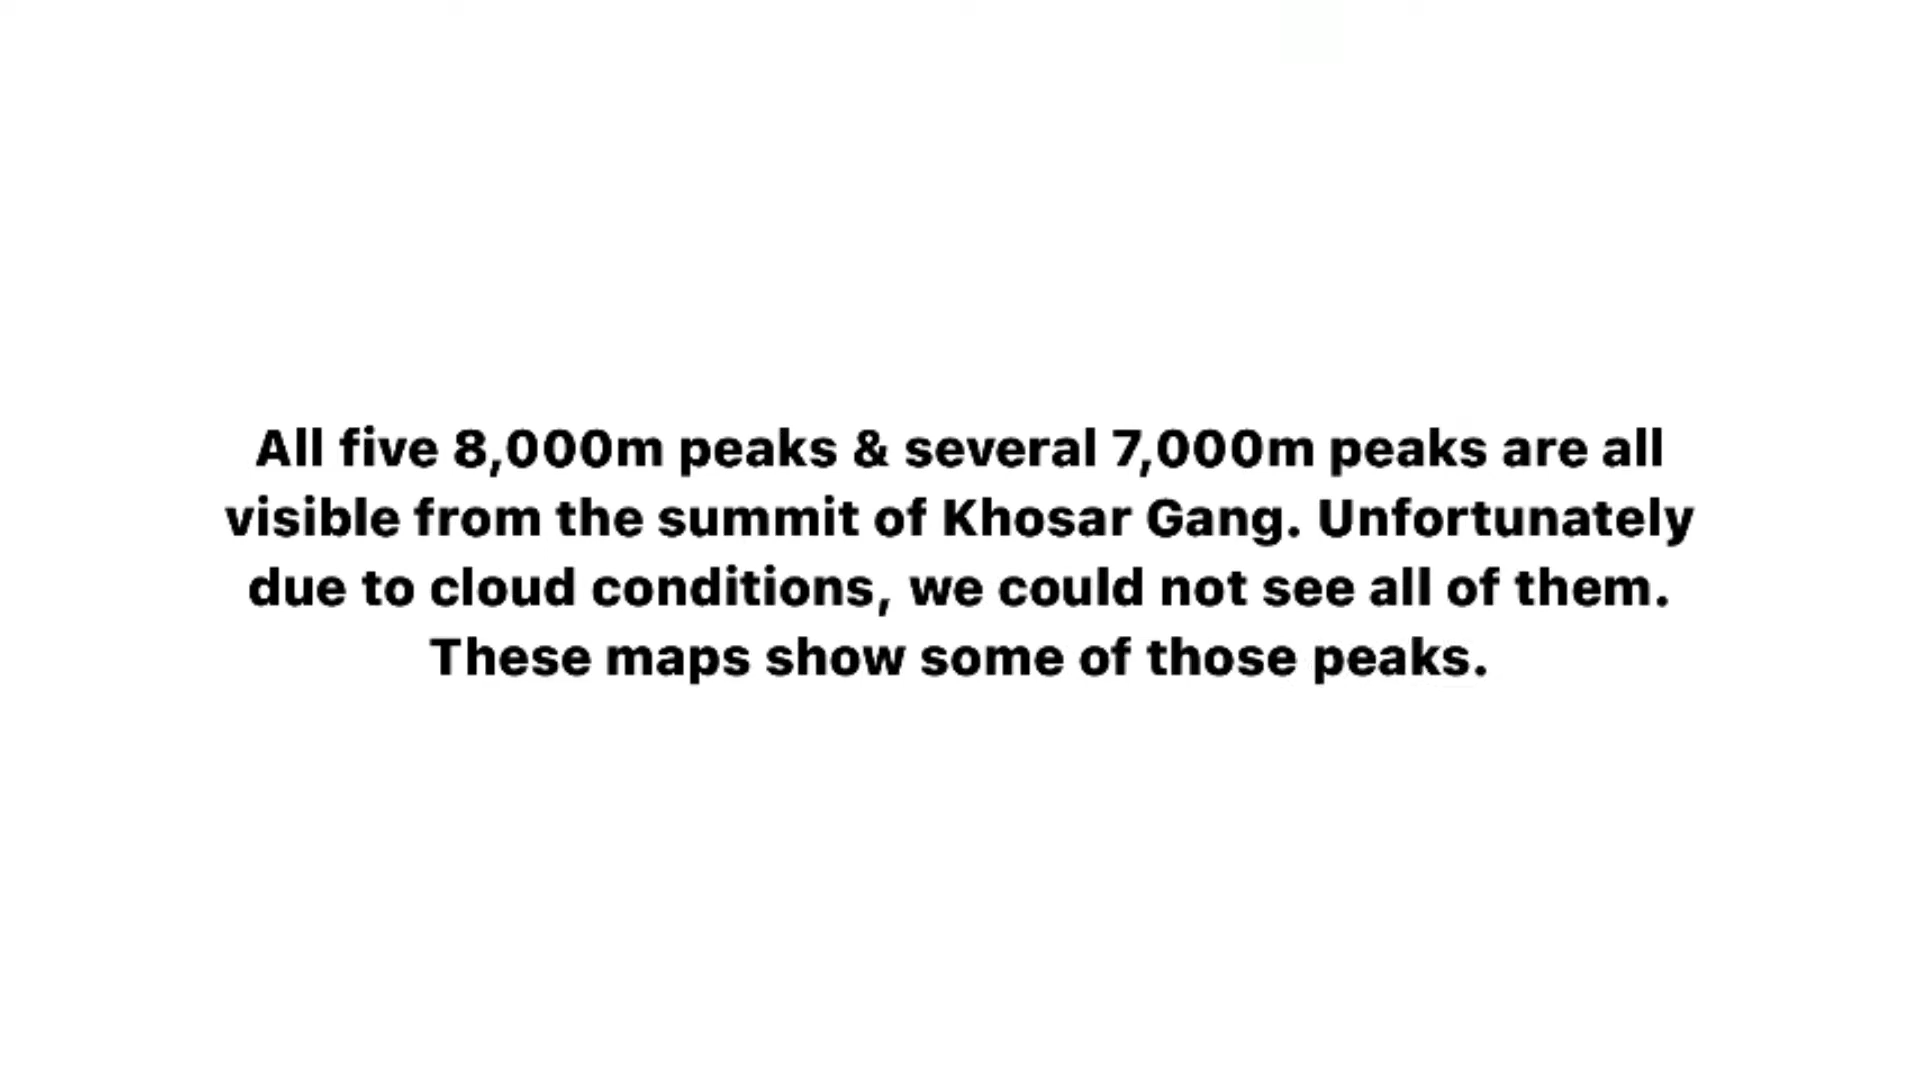 All five 8,000m peaks & several 7,000m peaks are all
visible from the summit of Khosar Gang. Unfortunately
due to cloud conditions, we could not see all of them.
These maps show some of those peaks.